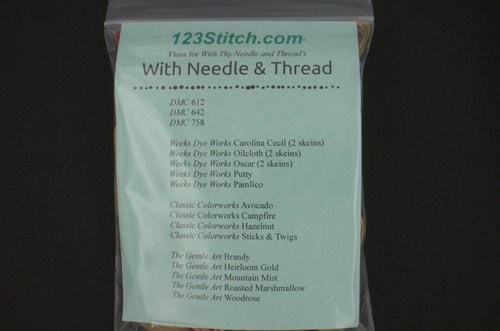 123Stitch.com
Floss for With Thy Needle and Thread's
With Needle & Thread
DMC 612
DMC 642
DMC 758
Weeks Dye Works Carolina Cecil (2 skeins)
Weeks Dye Works Oilcloth (2 skeins)
Weeks Dye Works Oscar (2 skeins)
Weeks Dye Works Putty
Weeks Dye Works Pamlico
Classic Colorworks Avocado
Classic Colorworks Campfire
Classic Colorworks Hazelnut
Classic Colorworks Sticks & Twigs
The Gentle Art Brandy
The Gentle Art Heirloom Gold
The Gentle Art Mountain Mist
The Gentle Art Roasted Marshmallow
The Gentle Art Woodrose